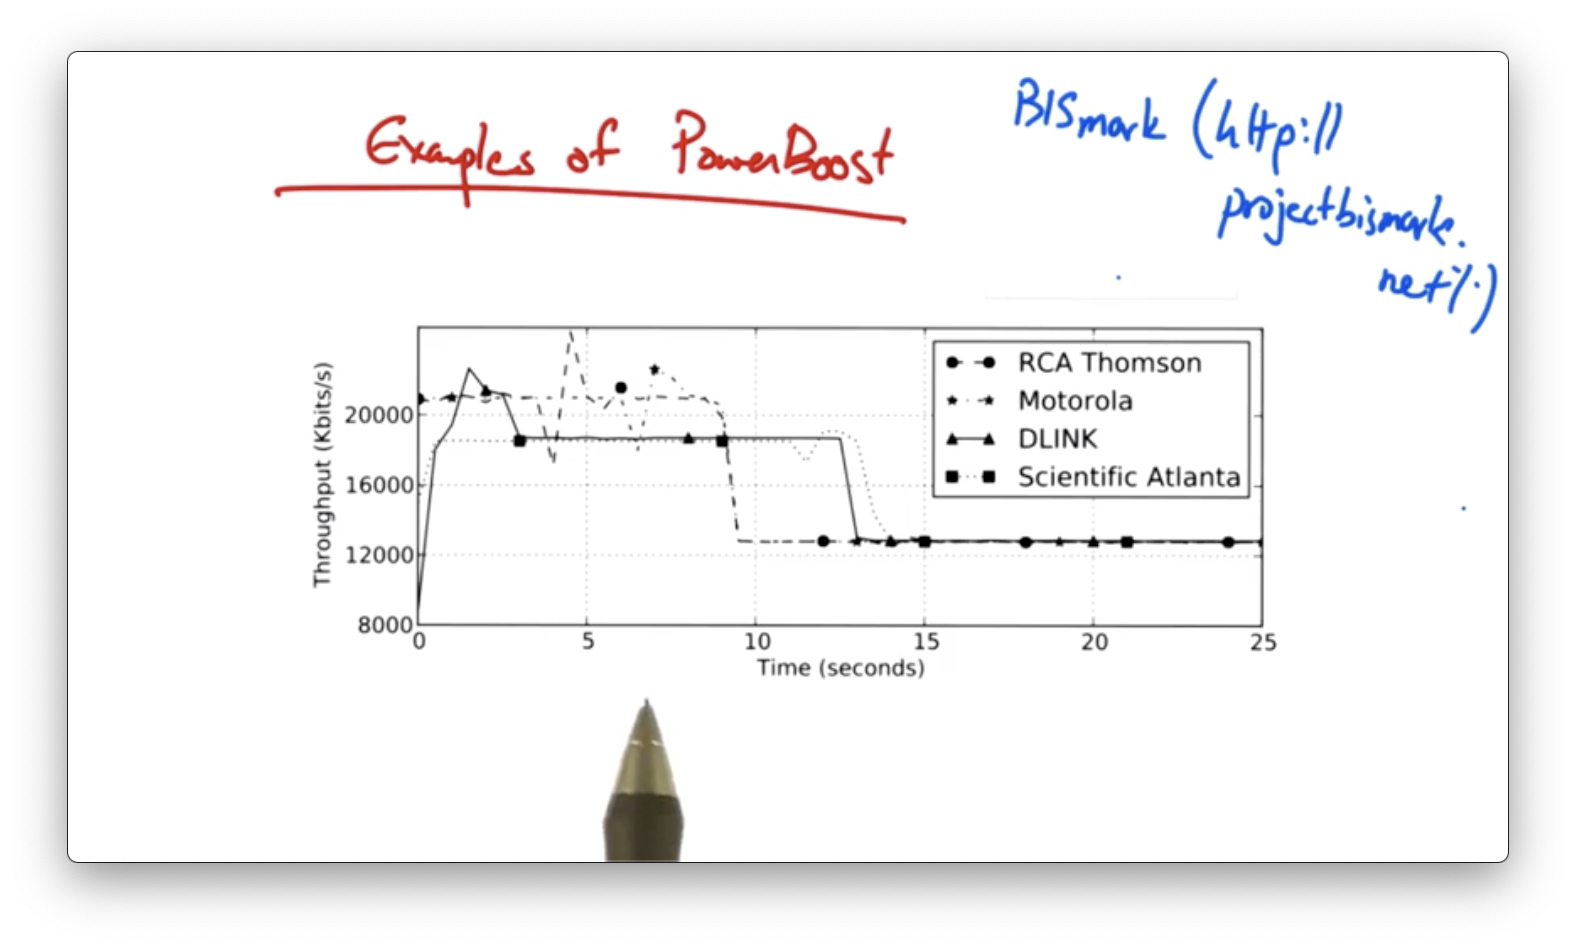 Examples of PowerBoost
BISmark (http://
projectbismark.
net/.)
Throughput (Kbits/s)
20000
16000
12000
8000
0 5 10 15 20 25
Time (seconds)
RCA Thomson
Motorola
DLINK
Scientific Atlanta